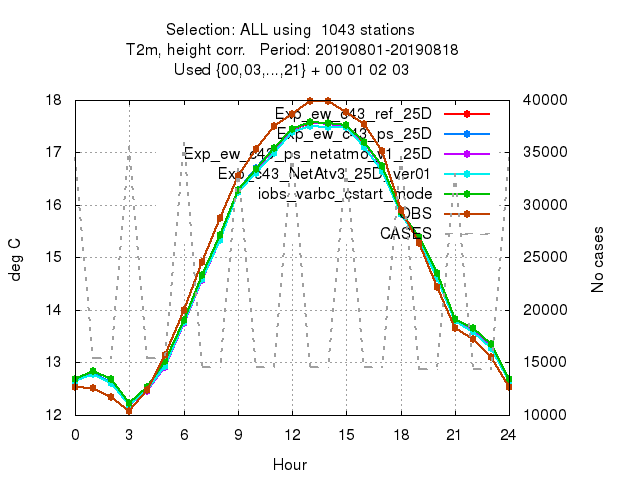 Selection: ALL using  1043 stations
T2m, height corr.   Period: 20190801-20190818
Used {00,03,...,21} + 00 01 02 03
18 40000
Exp_ew_c43_ref_25D
Exp_ew_c43_ps_25D
17 35000
Exp_ew_c43_ps_netatmo_v1_25D
Exp_c43_NetAtv3_25D_ver01
iobs_varbc_cstart_mode
16 30000
OBS
CASES
15 25000
deg C
No cases
14 20000
13 15000
12 10000
0 3 6 9 12 15 18 21 24
Hour